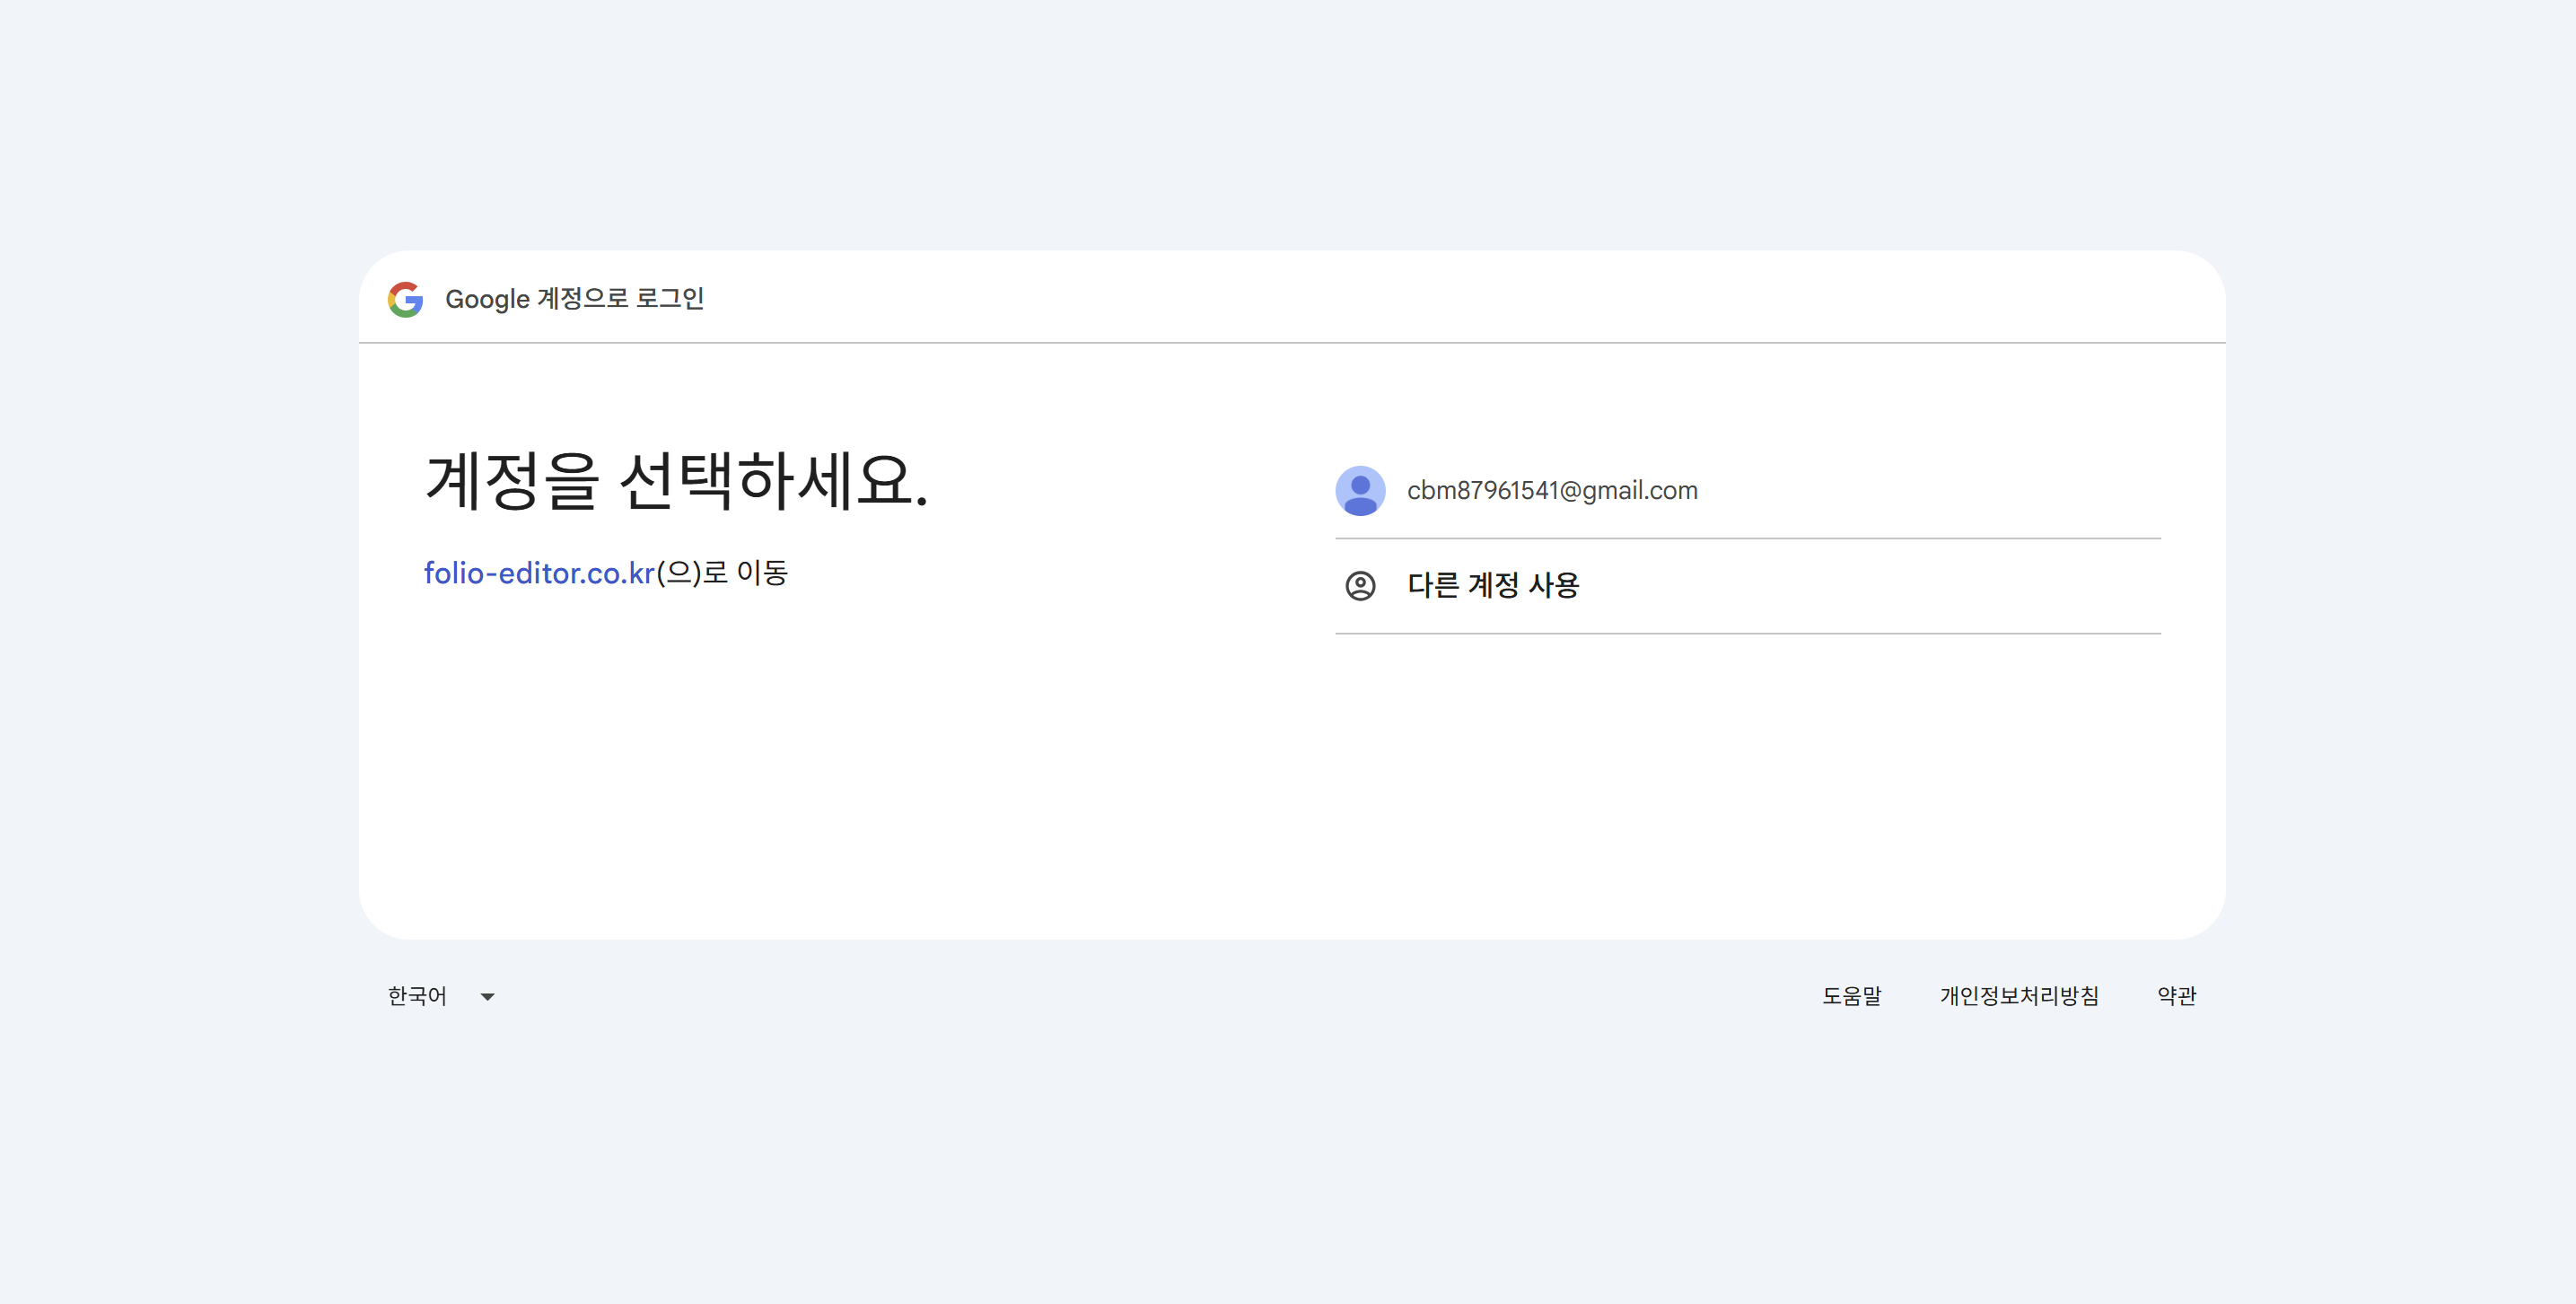 Google 계정으로 로그인
계정을 선택하세요.
folio-editor.co.kr(으)로 이동
cbm87961541@gmail.com
다른 계정 사용
한국어
도움말 개인정보처리방침 약관